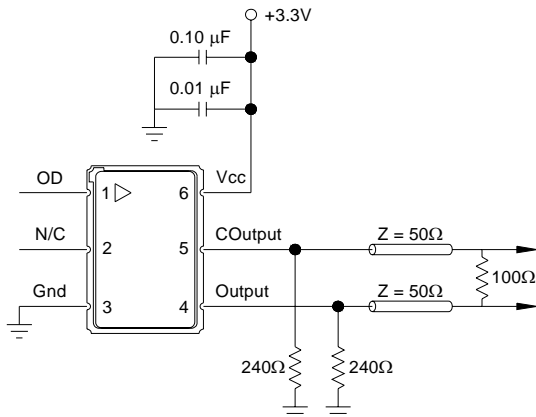 +3.3V
0.10 µF
0.01 µF
OD 1 6 Vcc
N/C 2 5 COutput Z = 50Ω
100Ω
Gnd 3 4 Output Z = 50Ω
240Ω 240Ω